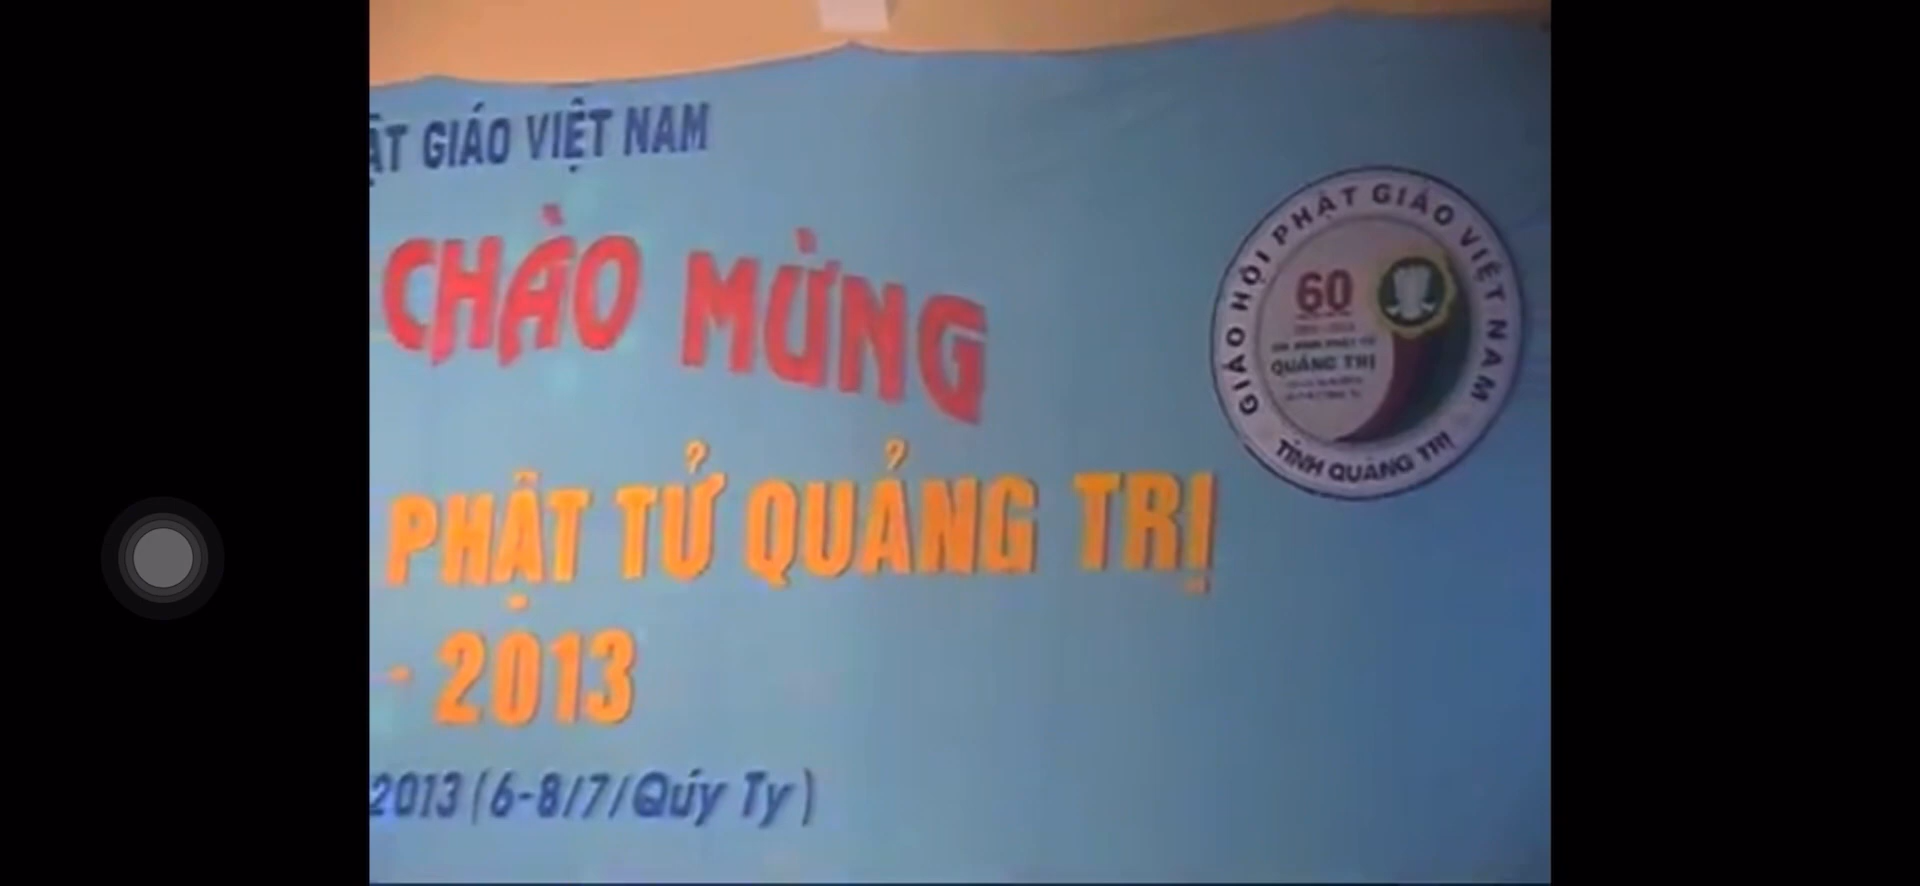 ẬT GIÁO VIỆT NAM
CHÀO MỪNG
PHẬT TỬ QUẢNG TRỊ
- 2013
2013 (6-8/7/Qúy Tỵ)
GIÁO HỘI PHẬT GIÁO VIỆT NAM
60
QUẢNG TRỊ
TỈNH QUẢNG TRỊ